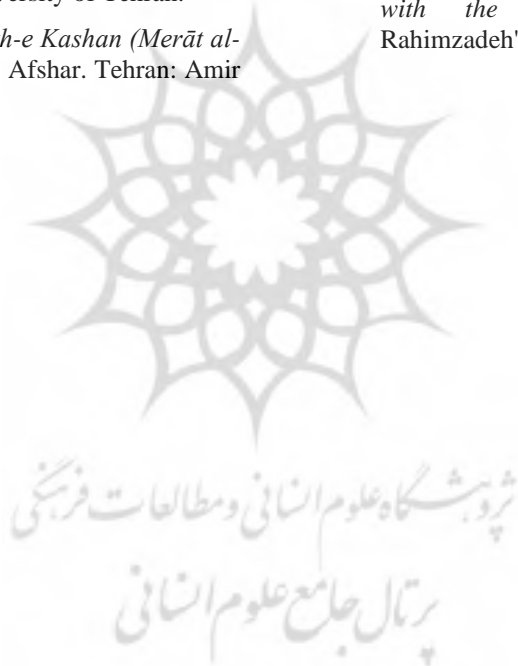 versity of Tehran.
h-e Kashan (Merāt al-
Afshar. Tehran: Amir
with the
Rahimzadeh'
پژوهشگاه علوم انسانی و مطالعات فرهنگی
پرتال جامع علوم انسانی